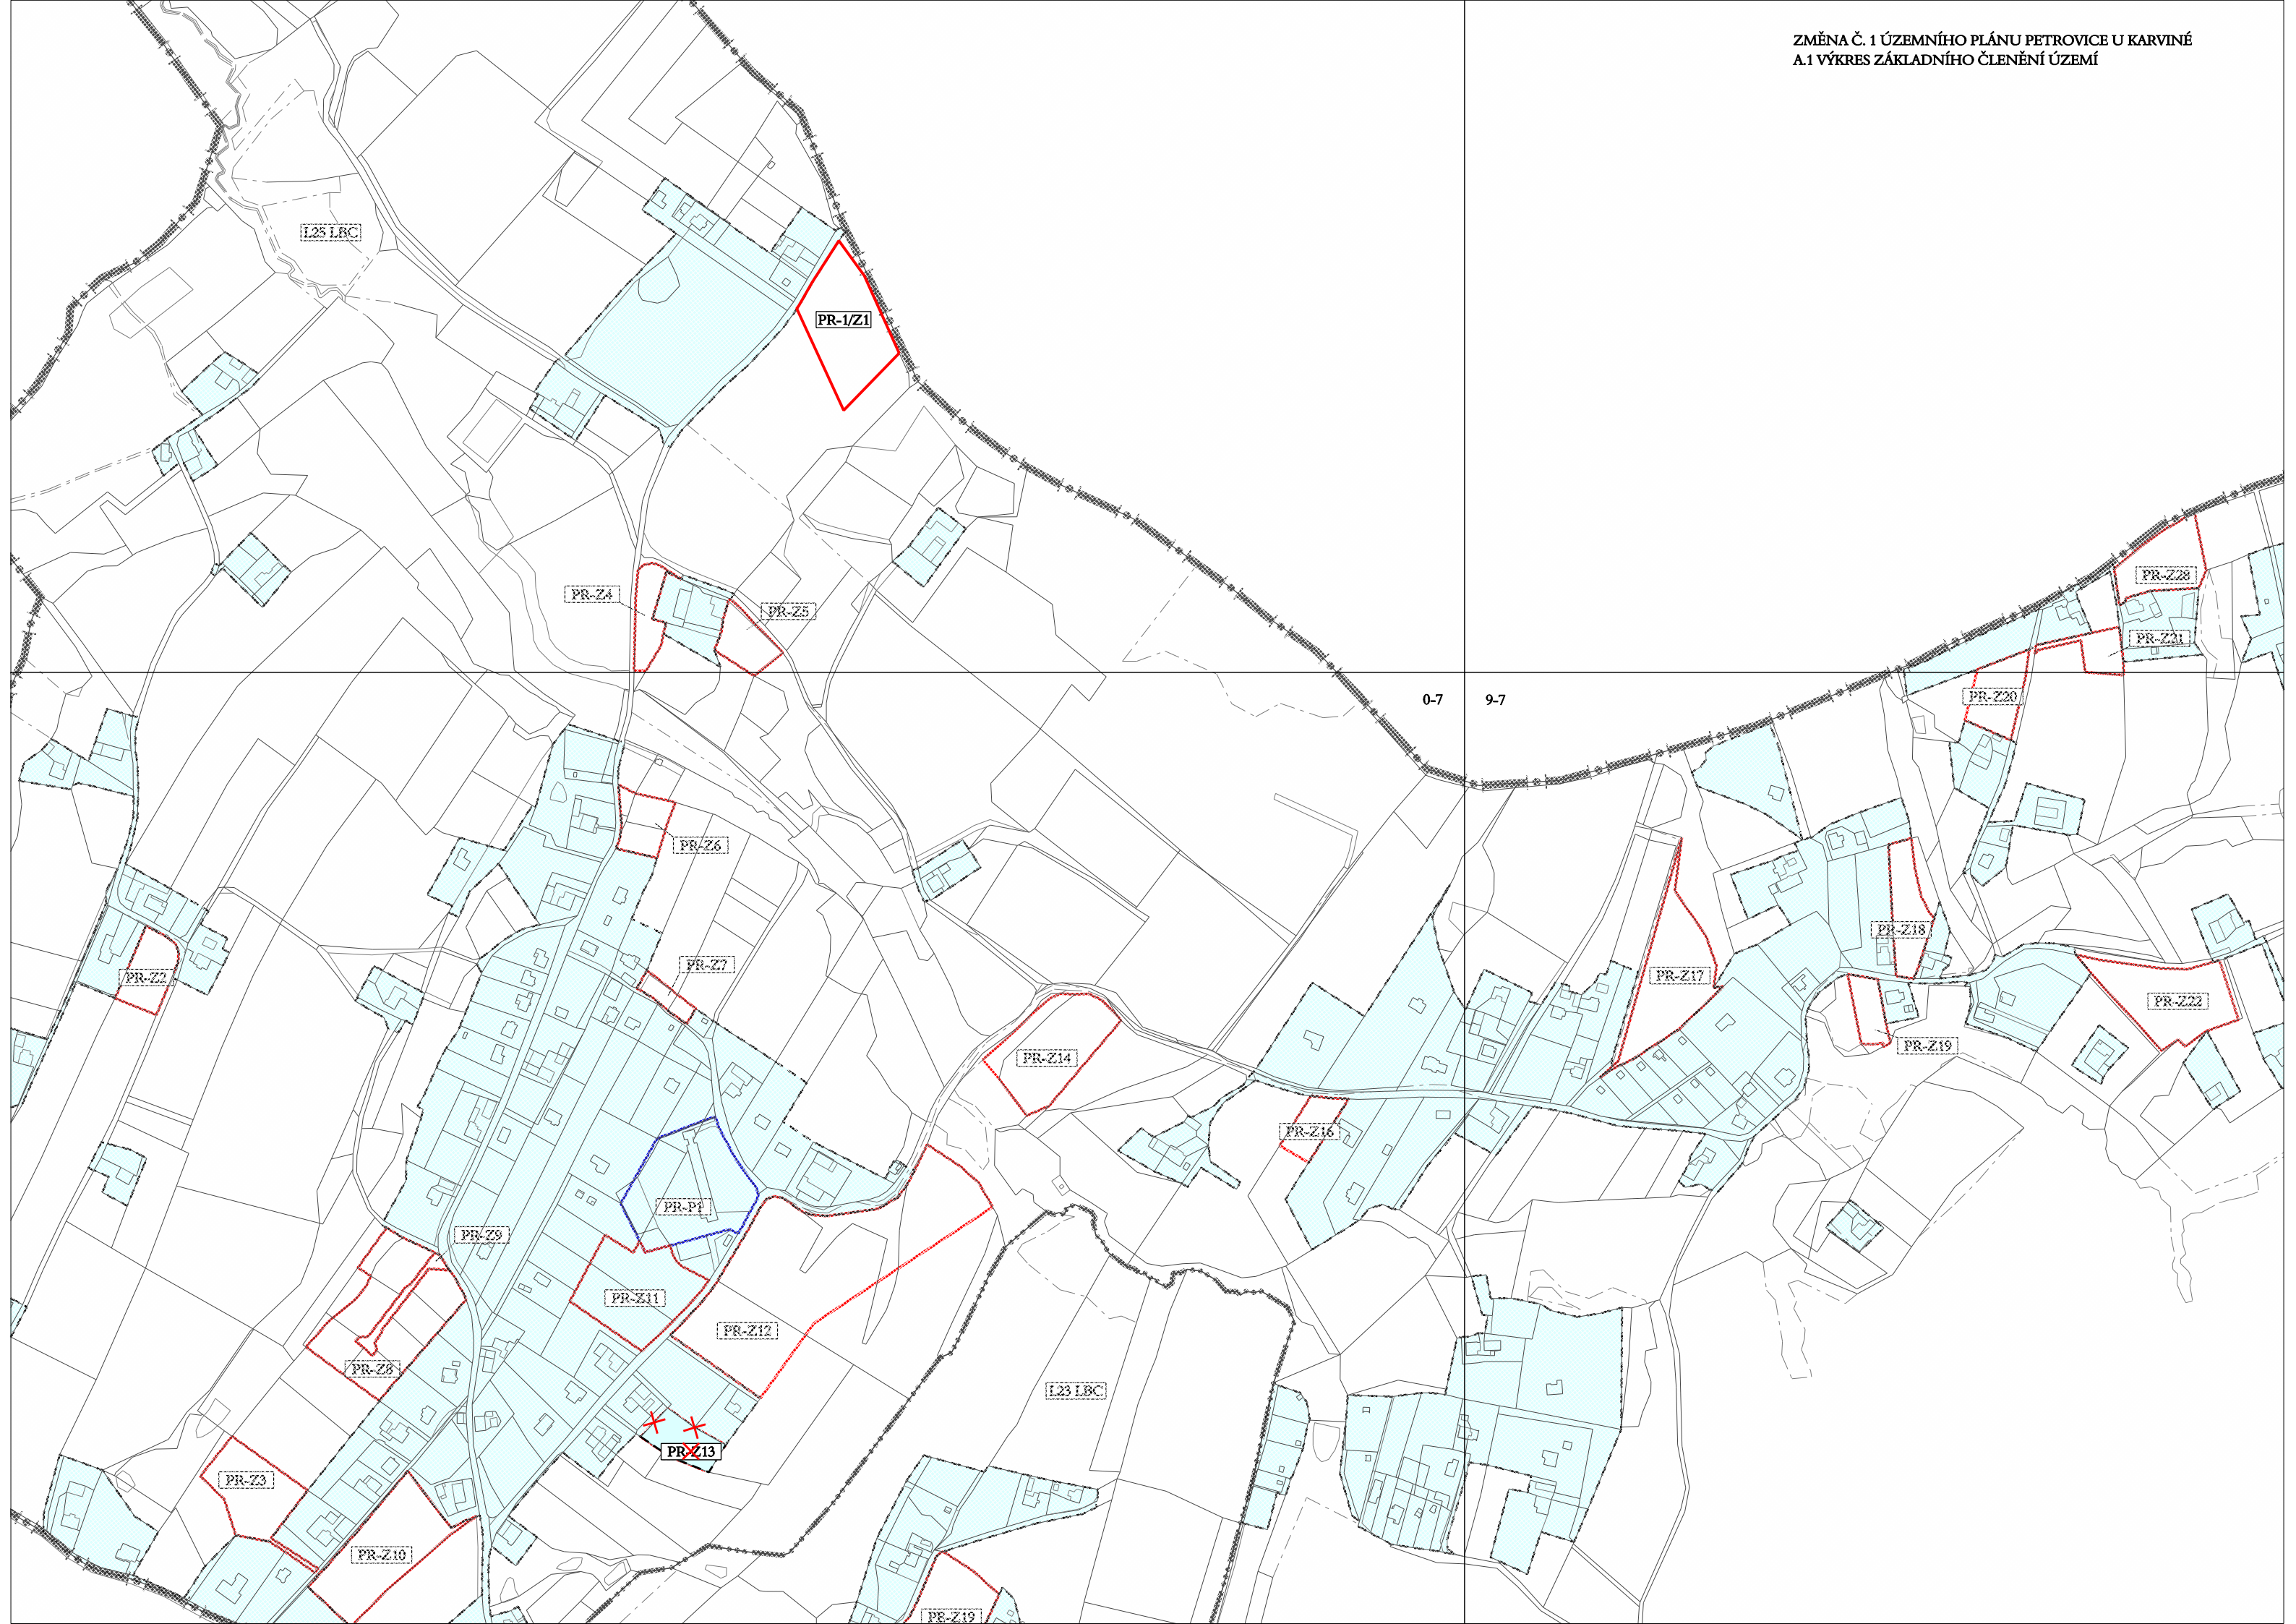 ZMĚNA Č. 1 ÚZEMNÍHO PLÁNU PETROVICE U KARVINÉ
A.1 VÝKRES ZÁKLADNÍHO ČLENĚNÍ ÚZEMÍ
L25 LBC
PR-1/Z1
PR-Z4
PR-Z5
PR-Z28
PR-Z21
PR-Z20
0-7
9-7
PR-Z6
PR-Z18
PR-Z7
PR-Z2
PR-Z17
PR-Z22
PR-Z14
PR-Z19
PR-Z16
PR-P1
PR-Z9
PR-Z11
PR-Z12
PR-Z8
L23 LBC
PR-Z13
PR-Z3
PR-Z10
PE-Z19